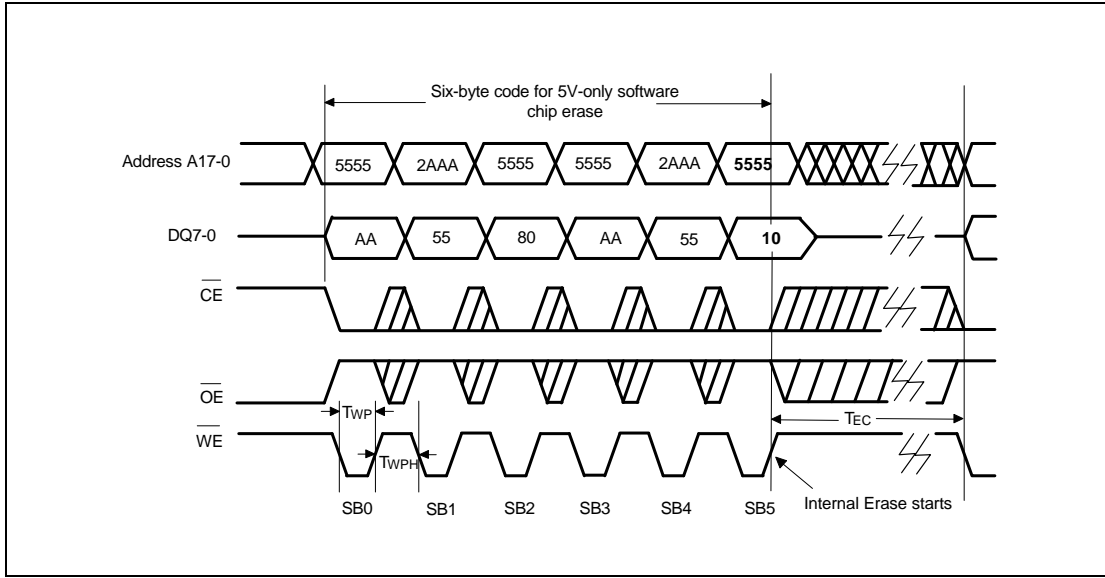 Six-byte code for 5V-only software
chip erase
Address A17-0
5555 2AAA 5555 5555 2AAA 5555
DQ7-0
AA 55 80 AA 55 10
CE
OE
TWP
TEC
WE
TWPH
SB0 SB1 SB2 SB3 SB4 SB5
Internal Erase starts